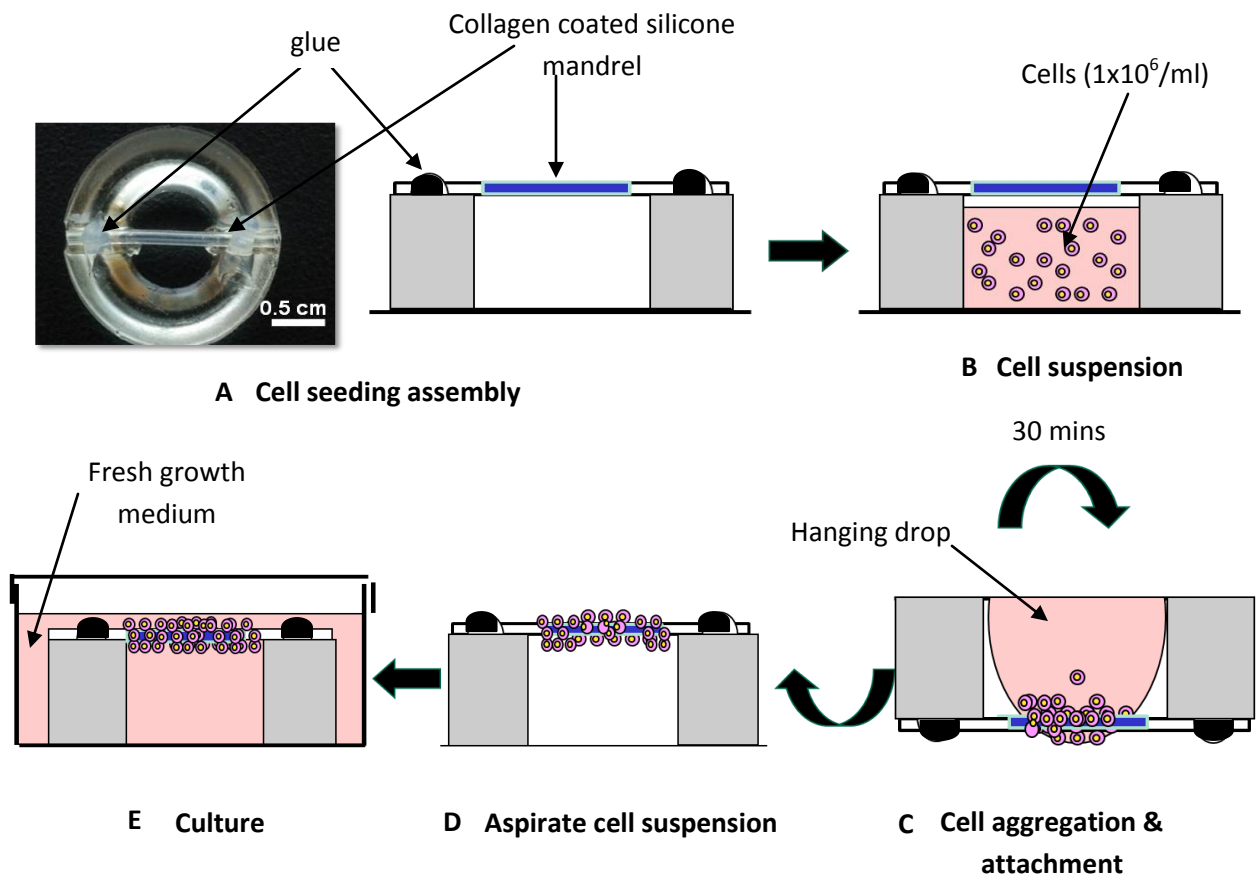 glue
Collagen coated silicone
mandrel
Cells (1x10⁶/ml)
0.5 cm
A Cell seeding assembly
B Cell suspension
30 mins
Fresh growth
medium
Hanging drop
E Culture
D Aspirate cell suspension
C Cell aggregation &
attachment